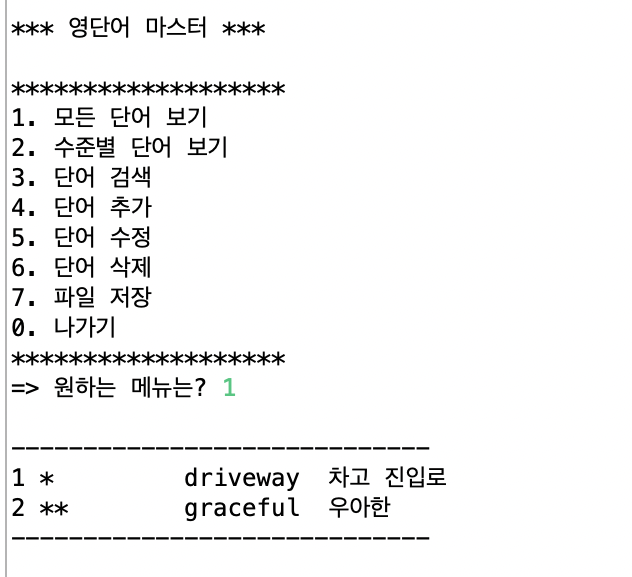 *** 영단어 마스터 ***
*******************
1. 모든 단어 보기
2. 수준별 단어 보기
3. 단어 검색
4. 단어 추가
5. 단어 수정
6. 단어 삭제
7. 파일 저장
0. 나가기
*******************
=> 원하는 메뉴는? 1
-----------------------------
1 *         driveway  차고 진입로
2 **        graceful  우아한
-----------------------------